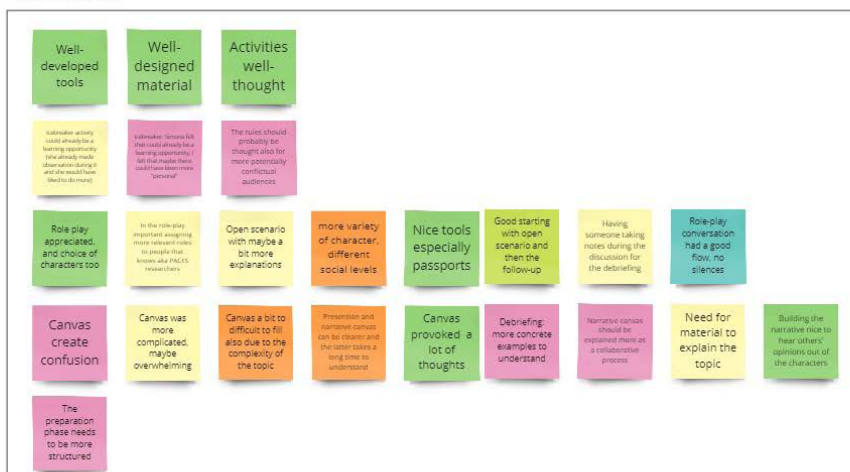 Well-
developed
tools
Well-
designed
material
Activities
well-
thought
Icebreaker activity
could already be a
learning opportunity
(she already made
observation during it
and she would have
liked to do more)
Icebreaker: Simona felt
that could already be a
learning opportunity, I
felt that maybe there
could have been more
"personal"
The rules should
probably be
thought also for
more potentially
conflictual
audiences
Role play
appreciated,
and choice of
characters too
In the role-play
important assigning
more relevant roles
to people that
knows aka PACES
researchers
Open scenario
with maybe a
bit more
explanations
more variety
of character,
different
social levels
Nice tools
especially
passports
Good starting
with open
scenario and
then the
follow-up
Having
someone taking
notes during the
discussion for
the debriefing
Role-play
conversation
had a good
flow, no
silences
Canvas
create
confusion
Canvas was
more
complicated,
maybe
overwhelming
Canvas a bit to
difficult to fill
also due to the
complexity of
the topic
Presention and
narrative canvas
can be clearer and
the latter takes a
long time to
understand
Canvas
provoked a
lot of
thoughts
Debriefing:
more concrete
examples to
understand
Narrative canvas
should be
explained more as
a collaborative
process
Need for
material to
explain the
topic
Building the
narrative nice to
hear others'
opinions out of
the characters
The
preparation
phase needs
to be more
structured